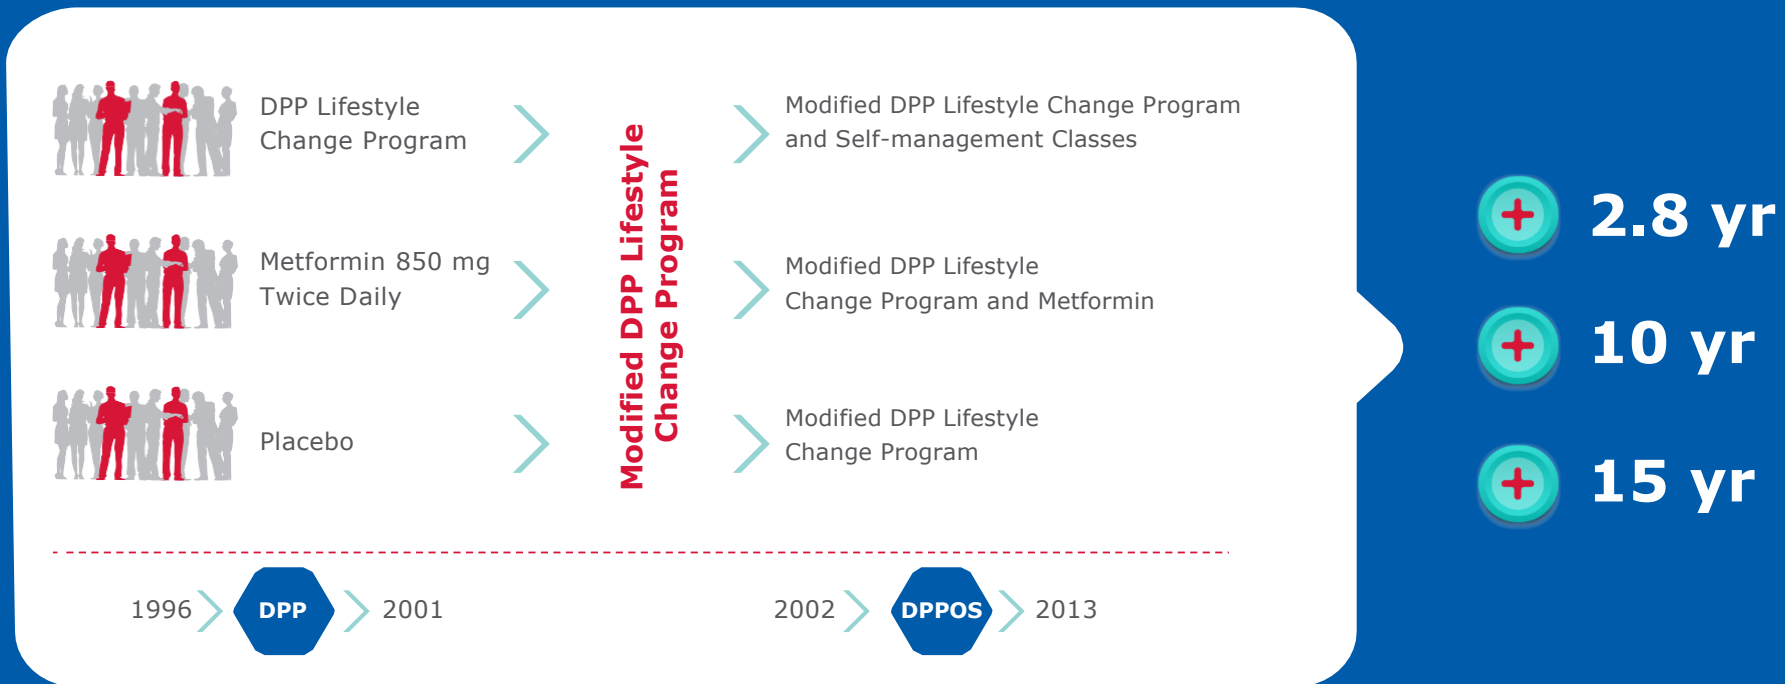 DPP Lifestyle
Change Program
Modified DPP Lifestyle Change Program
and Self-management Classes
Metformin 850 mg
Twice Daily
Modified DPP Lifestyle
Change Program
Modified DPP Lifestyle
Change Program and Metformin
Placebo
Modified DPP Lifestyle
Change Program
1996
DPP
2001
2002
DPPOS
2013
2.8 yr
10 yr
15 yr